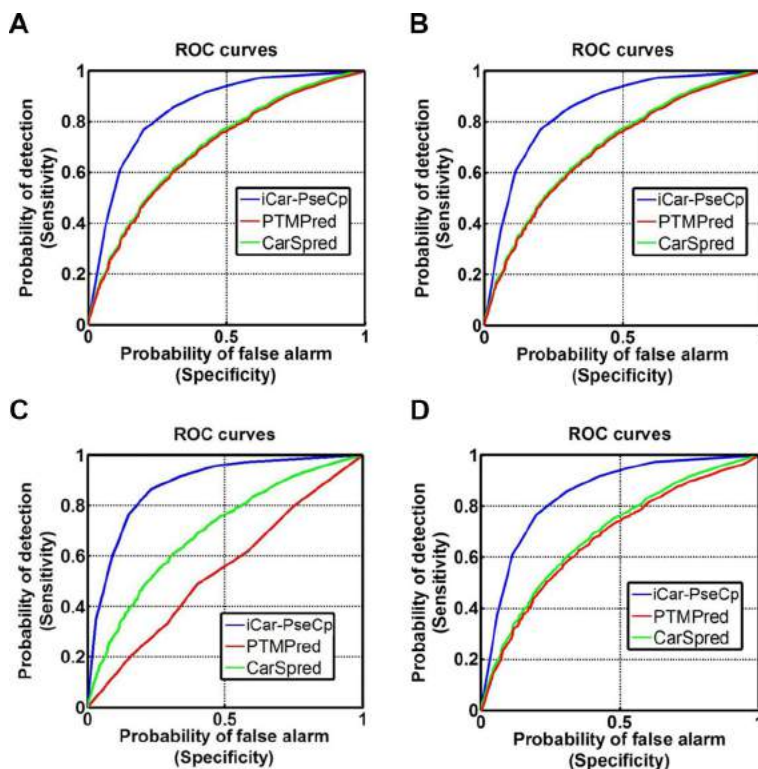 A
ROC curves
1
0.8
0.6
0.4
0.2
0
0.5
1
Probability of detection
(Sensitivity)
iCar-PseCp
PTMPred
CarSpred
Probability of false alarm
(Specificity)
B
ROC curves
1
0.8
0.6
0.4
0.2
0
0
0.5
1
Probability of detection
(Sensitivity)
iCar-PseCp
PTMPred
CarSpred
Probability of false alarm
(Specificity)
C
ROC curves
1
0.8
0.6
0.4
0.2
0
0
0.5
1
Probability of detection
(Sensitivity)
iCar-PseCp
PTMPred
CarSpred
Probability of false alarm
(Specificity)
D
ROC curves
1
0.8
0.6
0.4
0.2
0
0
0.5
1
Probability of detection
(Sensitivity)
iCar-PseCp
PTMPred
CarSpred
Probability of false alarm
(Specificity)